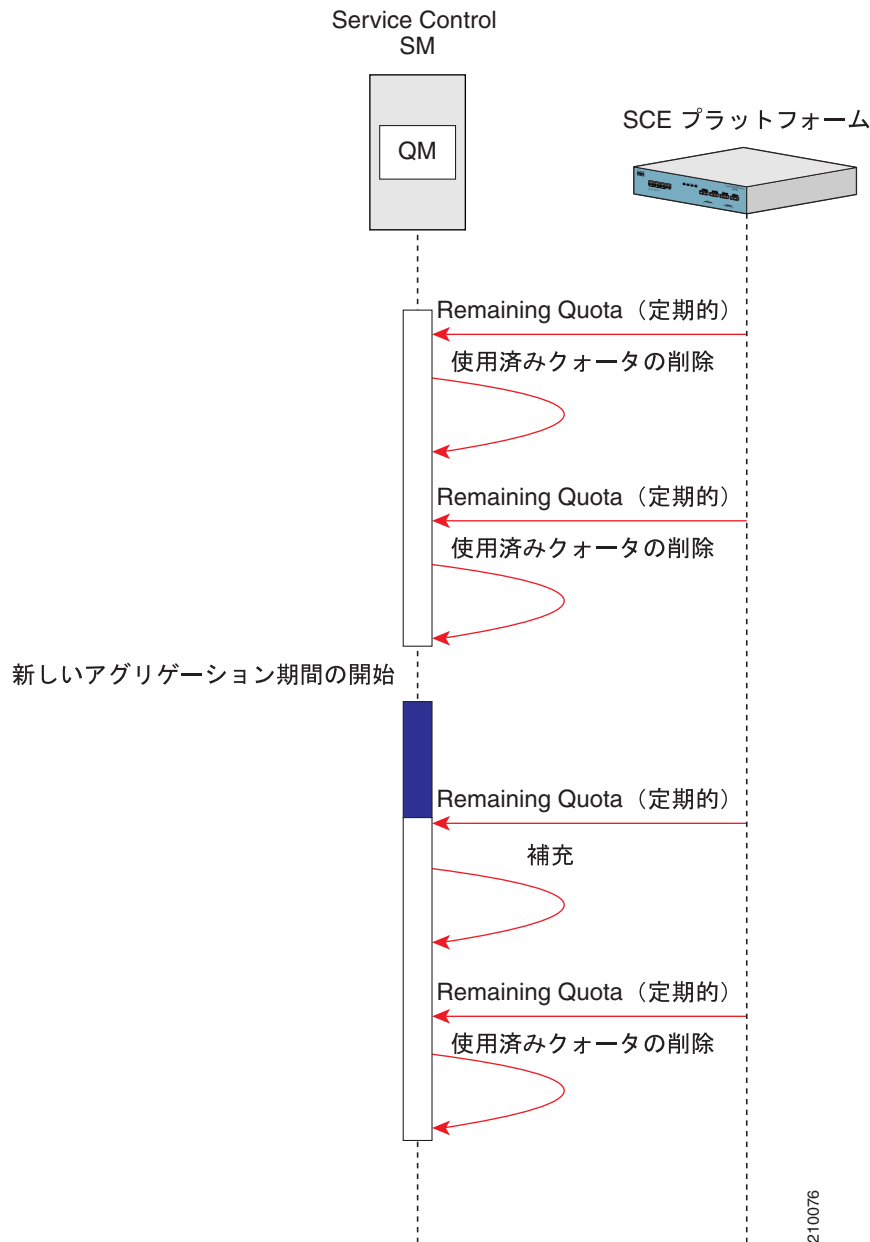 Service Control
SM
QM
SCE プラットフォーム
Remaining Quota（定期的）
使用済みクォータの削除
Remaining Quota（定期的）
使用済みクォータの削除
新しいアグリゲーション期間の開始
Remaining Quota（定期的）
補充
Remaining Quota（定期的）
使用済みクォータの削除
210076